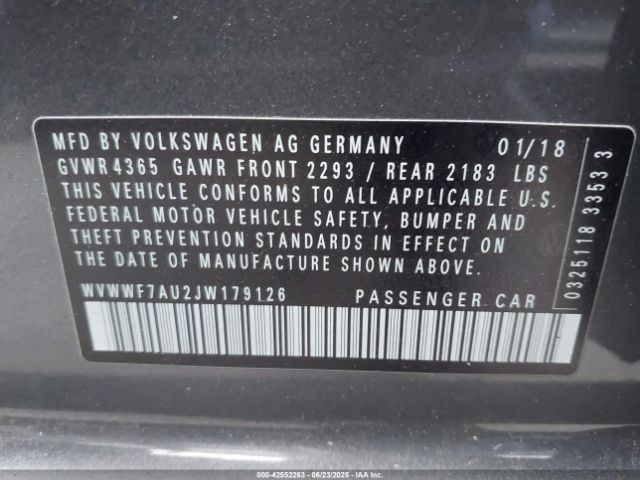 MFD BY VOLKSWAGEN AG GERMANY 01/18
GVWR 4365 GAWR FRONT 2293 / REAR 2183 LBS
THIS VEHICLE CONFORMS TO ALL APPLICABLE U.S.
FEDERAL MOTOR VEHICLE SAFETY, BUMPER AND
THEFT PREVENTION STANDARDS IN EFFECT ON
THE DATE OF MANUFACTURE SHOWN ABOVE.
WVWWF7AU2JW179126 PASSENGER CAR
0325118 3353 3
000-42552263 - 06/23/2025 - IAA Inc.